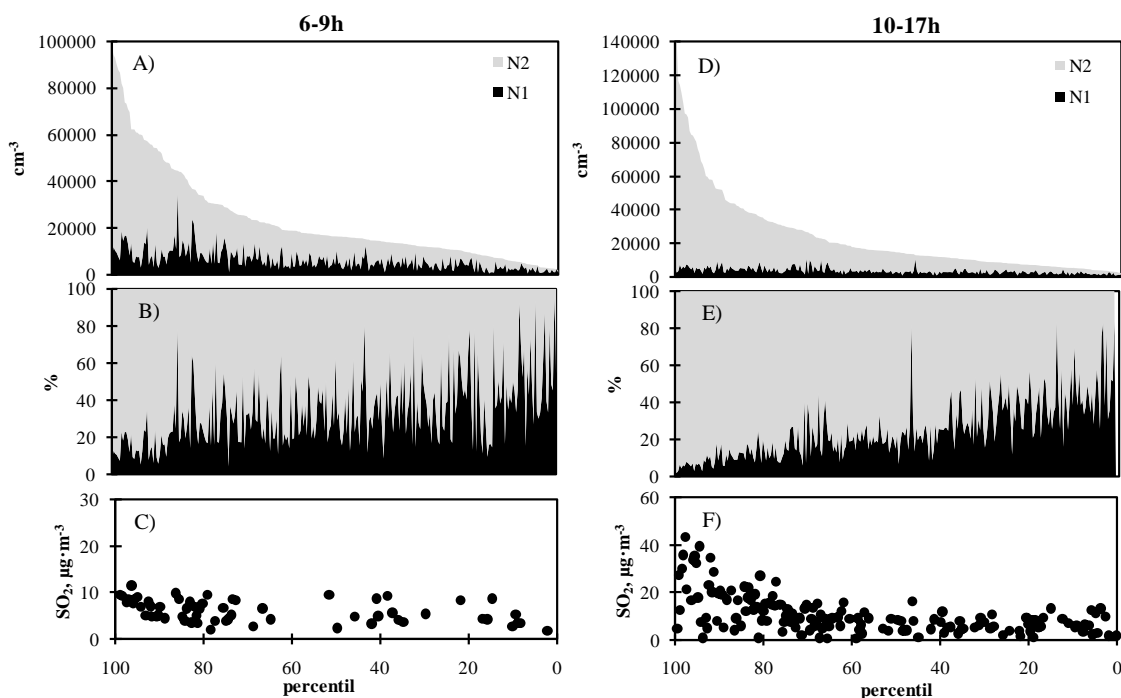 6-9h
10-17h
A)
N2
N1
100000
80000
60000
40000
20000
0
cm⁻³
D)
N2
N1
140000
120000
100000
80000
60000
40000
20000
0
cm⁻³
B)
100
80
60
40
20
0
%
E)
100
80
60
40
20
0
%
C)
30
20
10
0
SO₂, µg·m⁻³
100 80 60 40 20 0
percentil
F)
60
40
20
0
SO₂, µg·m⁻³
100 80 60 40 20 0
percentil